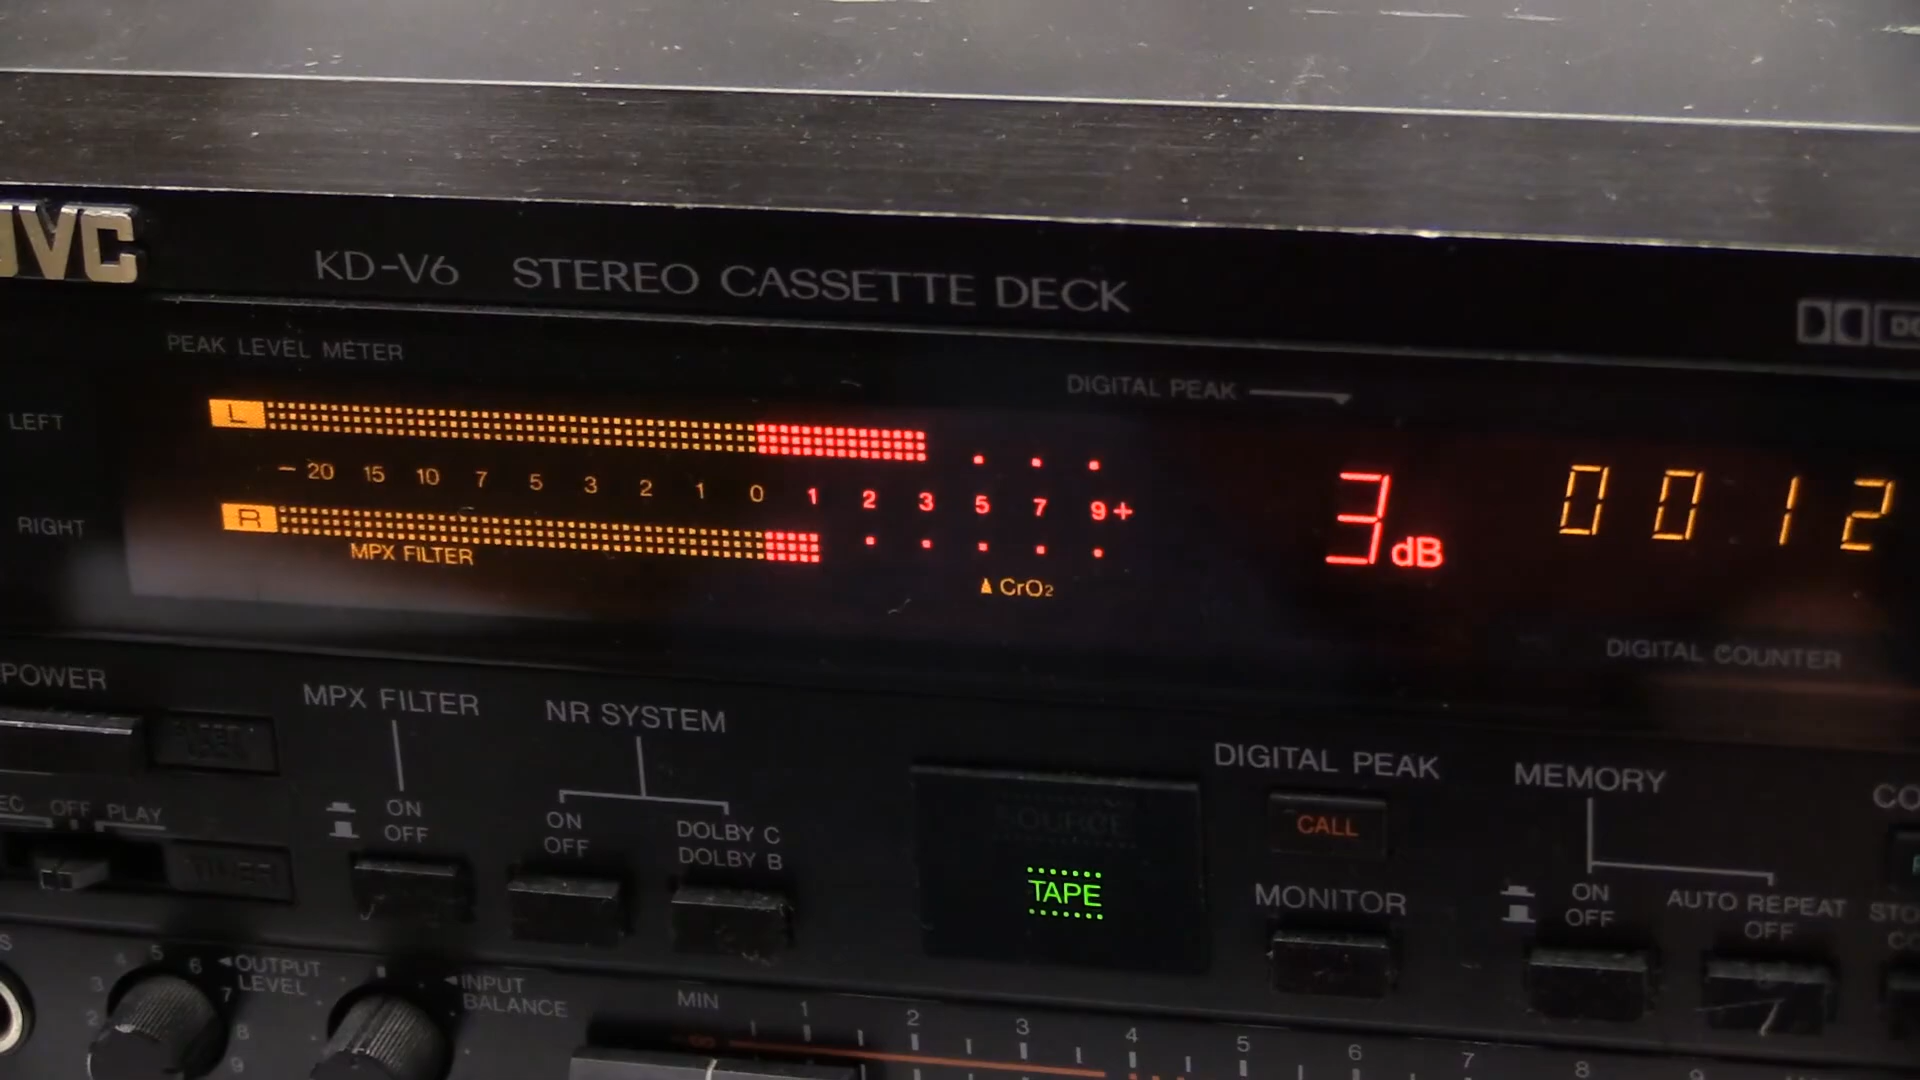 JVC
KD-V6 STEREO CASSETTE DECK
PEAK LEVEL METER
DIGITAL PEAK
LEFT
L
- 20 15 10 7 5 3 2 1 0 1 2 3 5 7 9+
RIGHT
R
MPX FILTER
CrO2
3 dB
0012
DIGITAL COUNTER
POWER
MPX FILTER
ON
OFF
NR SYSTEM
ON
OFF
DOLBY C
DOLBY B
SOURCE
TAPE
DIGITAL PEAK
CALL
MONITOR
MEMORY
ON
OFF
AUTO REPEAT
OFF
OFF PLAY
TIMER
OUTPUT
LEVEL
2 3 4 5 6 7 8 9
INPUT
BALANCE
MIN 1 2 3 4 5 6 7 8 9